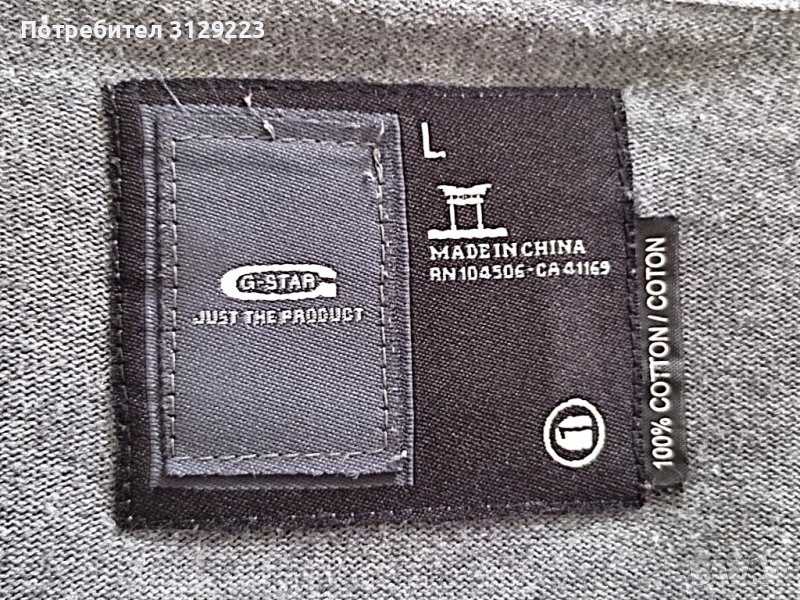 Потребител 3129223
G-STAR
JUST THE PRODUCT
L
MADE IN CHINA
RN 104506-CA 41169
100% COTTON / COTON